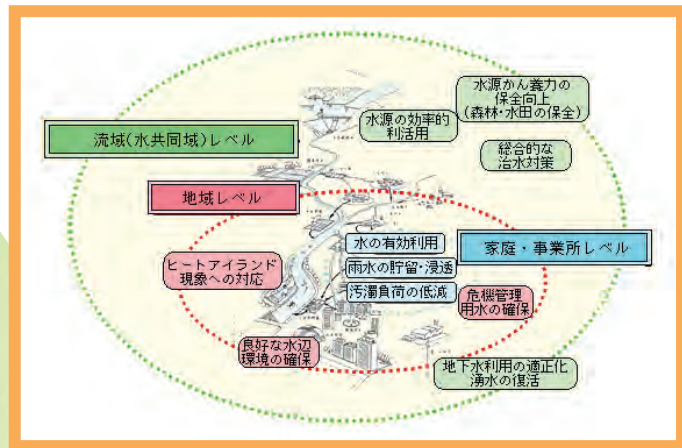 水源かん養力の
保全向上
(森林・水田の保全)
水源の効率的
利活用
流域(水共同域)レベル
総合的な
治水対策
地域レベル
水の有効利用
家庭・事業所レベル
ヒートアイランド
現象への対応
雨水の貯留・浸透
汚濁負荷の低減
危機管理
用水の確保
良好な水辺
環境の確保
地下水利用の適正化
湧水の復活